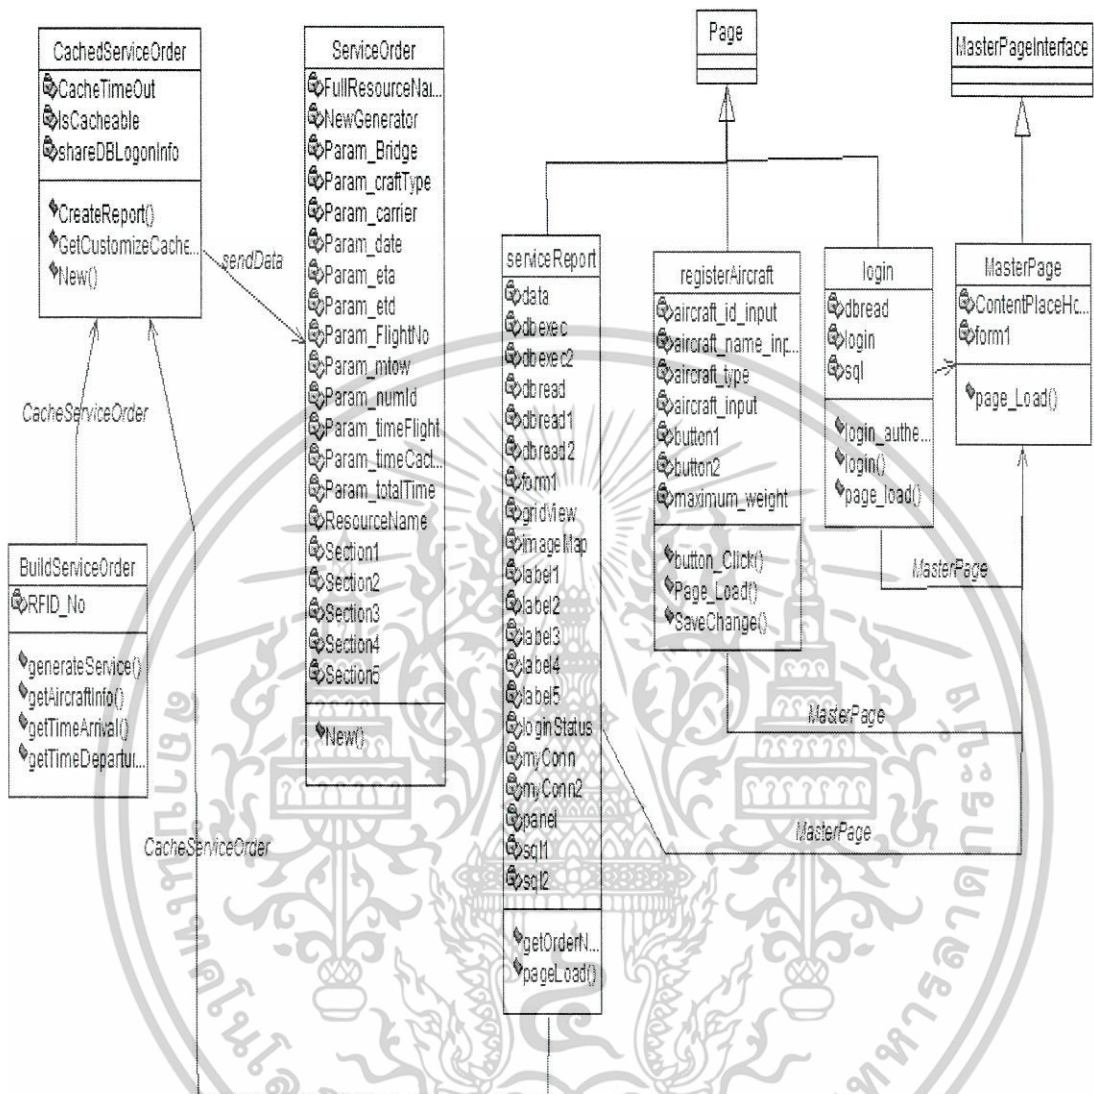 CachedServiceOrder
CacheTimeOut
IsCacheable
shareDBLogonInfo
CreateReport()
GetCustomizeCache...
New()
sendData
CacheServiceOrder
BuildServiceOrder
RFID_No
generateService()
getAircraftInfo()
getTimeArrival()
getTimeDepartur...
CacheServiceOrder
ServiceOrder
FullResourceNa...
NewGenerator
Param_Bridge
Param_craftType
Param_carrier
Param_date
Param_eta
Param_etd
Param_FlightNo
Param_mtow
Param_numId
Param_timeFlight
Param_timeCacl...
Param_totalTime
ResourceName
Section1
Section2
Section3
Section4
Section5
New()
Page
MasterPageInterface
serviceReport
data
dbexec
dbexec2
dbread
dbread1
dbread2
form1
gridView
imageMap
label1
label2
label3
label4
label5
loginStatus
myConn
myConn2
panel
sql1
sql2
getOrderN...
pageLoad()
registerAircraft
aircraft_id_input
aircraft_name_inp...
aircraft_type
aircraft_input
button1
button2
maximum_weight
button_Click()
Page_Load()
SaveChange()
login
dbread
login
sql
login_authe...
login()
page_load()
MasterPage
ContentPlaceHc...
form1
page_Load()
MasterPage
MasterPage
MasterPage